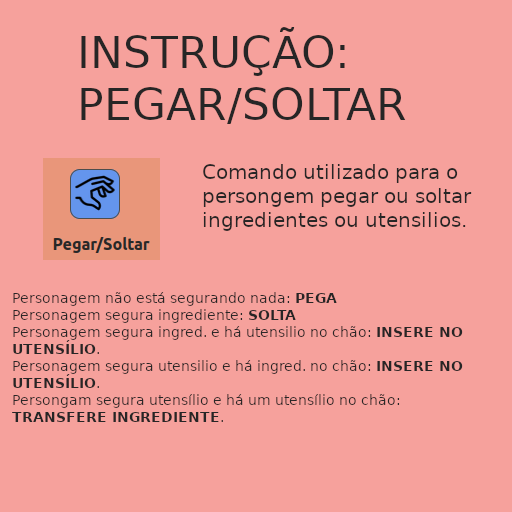 INSTRUÇÃO:
PEGAR/SOLTAR
Comando utilizado para o
persongem pegar ou soltar
ingredientes ou utensilios.
Pegar/Soltar
Personagem não está segurando nada: PEGA
Personagem segura ingrediente: SOLTA
Personagem segura ingred. e há utensilio no chão: INSERE NO
UTENSÍLIO.
Personagem segura utensilio e há ingred. no chão: INSERE NO
UTENSÍLIO.
Persongam segura utensílio e há um utensílio no chão:
TRANSFERE INGREDIENTE.